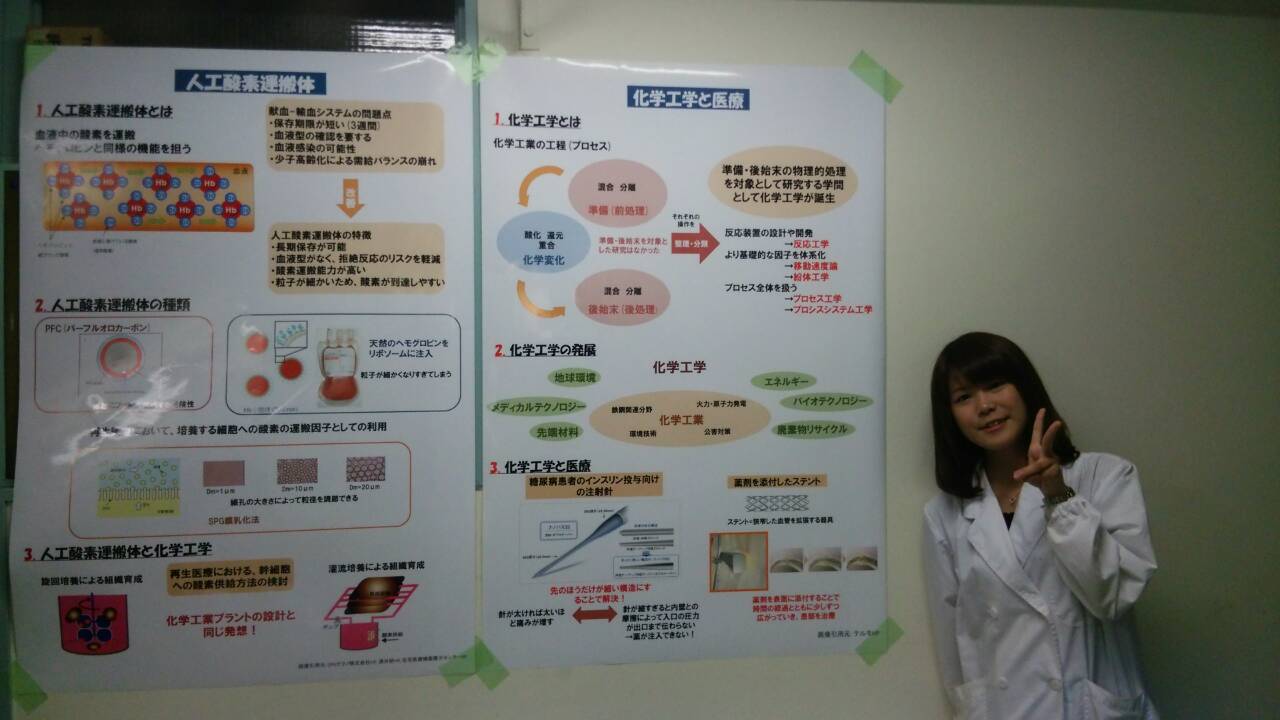 人工酸素運搬体
1. 人工酸素運搬体とは
血液中の酸素を運搬
ヘモグロビンと同様の機能を担う
血液
Hb Hb Hb Hb
Hb Hb Hb
献血-輸血システムの問題点
・保存期限が短い(3週間)
・血液型の確認を要する
・血液感染の可能性
・少子高齢化による需給バランスの崩れ
改善
人工酸素運搬体の特徴
・長期保存が可能
・血液型がなく、拒絶反応のリスクを軽減
・酸素運搬能力が高い
・粒子が細かいため、酸素が到達しやすい
2. 人工酸素運搬体の種類
PFC(パーフルオロカーボン)
天然のヘモグロビンを
リポソームに注入
粒子が細かくなりすぎてしまう
において、培養する細胞への酸素の運搬因子としての利用
Dm=1μm
Dm=10μm
Dm=20μm
細孔の大きさによって粒径を調節できる
SPG膜乳化法
3. 人工酸素運搬体と化学工学
旋回培養による組織育成
再生医療における、幹細胞
への酸素供給方法の検討
化学工業プラントの設計と
同じ発想！
灌流培養による組織育成
ポンプ
化学工学と医療
1. 化学工学とは
化学工業の工程(プロセス)
混合 分離
準備(前処理)
酸化 還元
重合
化学変化
準備・後始末を対象と
した研究はなかった
混合 分離
後始末(後処理)
それぞれの
操作を
整理・分類
準備・後始末の物理的処理
を対象として研究する学問
として化学工学が誕生
反応装置の設計や開発
→反応工学
より基礎的な因子を体系化
→移動速度論
→紛体工学
プロセス全体を扱う
→プロセス工学
→プロシスシステム工学
2. 化学工学の発展
化学工学
地球環境
エネルギー
メディカルテクノロジー
バイオテクノロジー
先端材料
廃棄物リサイクル
鉄鋼関連分野
火力・原子力発電
化学工業
環境技術
公害対策
3. 化学工学と医療
糖尿病患者のインスリン投与向け
の注射針
先のほうだけが細い構造にす
ることで解決！
針が太ければ太いほ
ど痛みが増す
針が細すぎると内壁との
摩擦によって入口の圧力
が出口まで伝わらない
→薬が注入できない！
薬剤を添付したステント
ステント=狭窄した血管を拡張する器具
薬剤を表面に添付することで
時間の経過とともに少しずつ
広がっていき、患部を治療
画像引用元: テルモHP